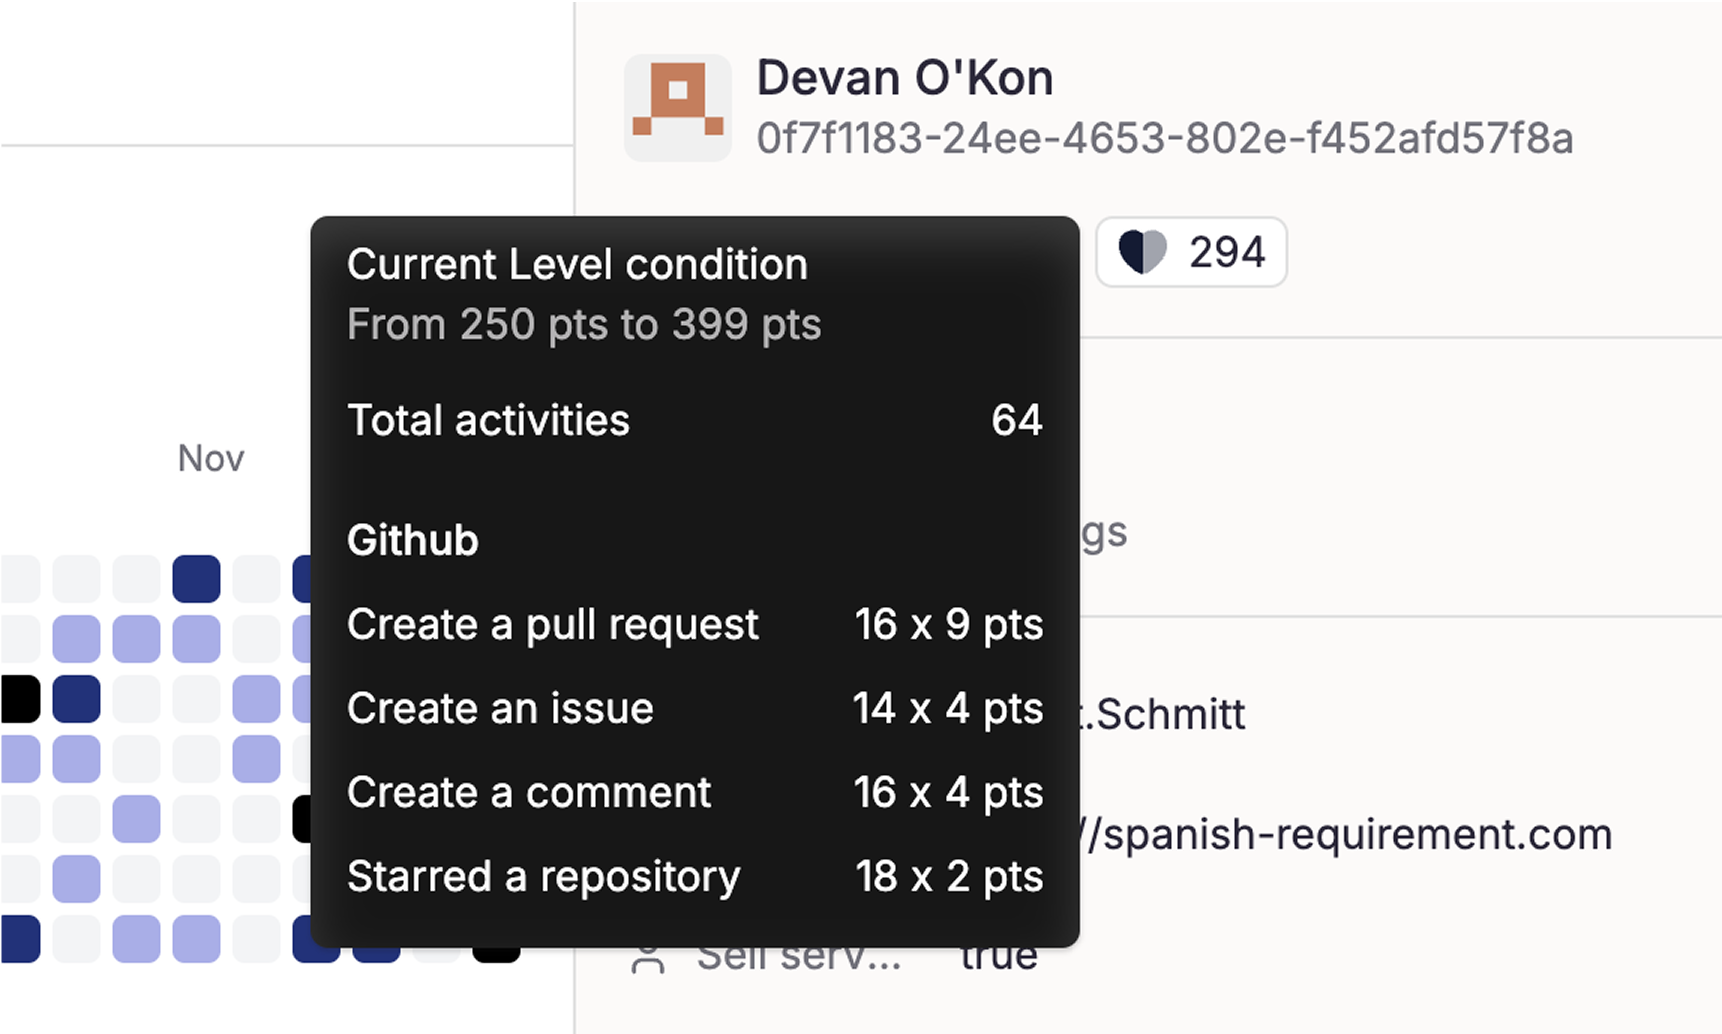 Devan O'Kon
0f7f1183-24ee-4653-802e-f452afd57f8a
294
Current Level condition
From 250 pts to 399 pts
Total activities 64
Nov
Github
Create a pull request 16 x 9 pts
Create an issue 14 x 4 pts
Create a comment 16 x 4 pts
Starred a repository 18 x 2 pts
gs
.Schmitt
//spanish-requirement.com
Self serv... true